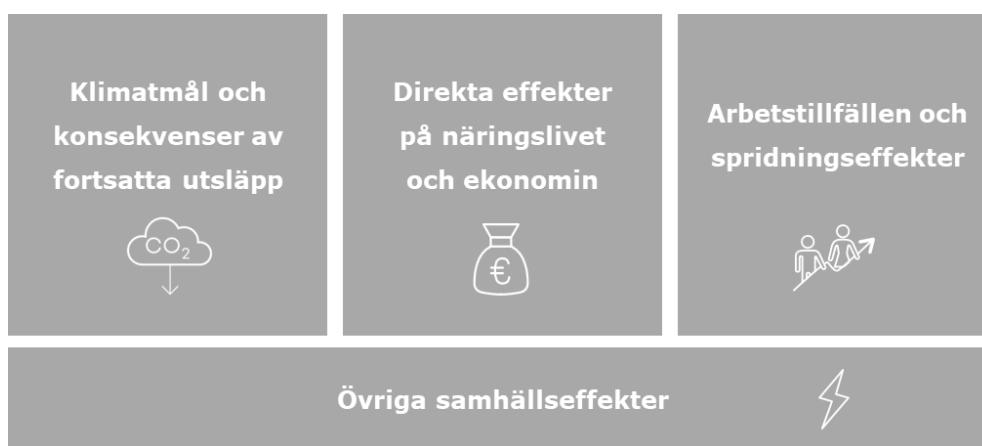 Klimatmål och
konsekvenser av
fortsatta utsläpp
CO₂
Direkta effekter
på näringslivet
och ekonomin
€
Arbetstillfällen och
spridningseffekter
Övriga samhällseffekter